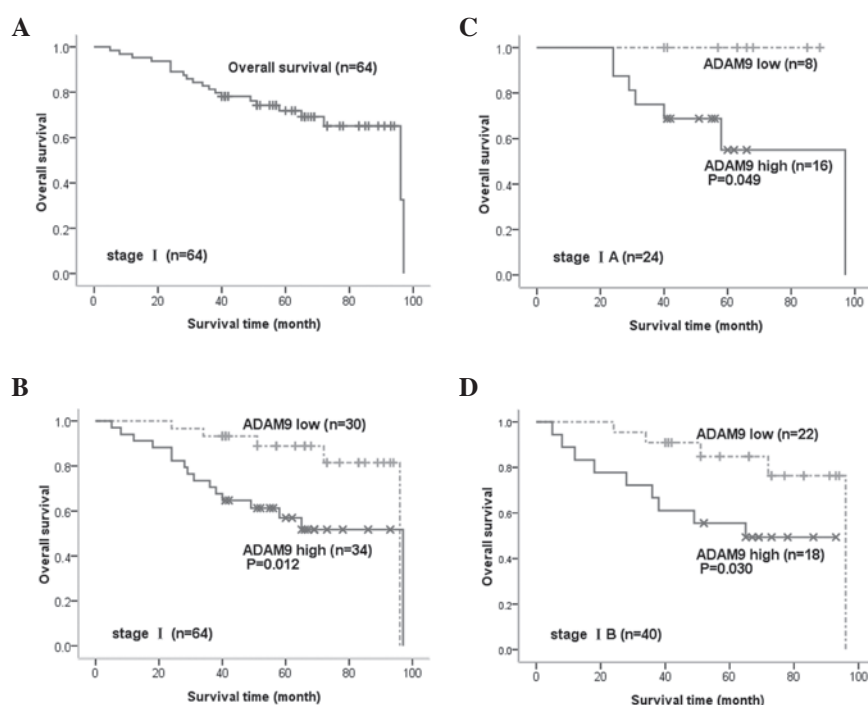 A
1.0
0.8
0.6
0.4
0.2
0.0
Overall survival
Overall survival (n=64)
stage I (n=64)
0 20 40 60 80 100
Survival time (month)
B
1.0
0.8
0.6
0.4
0.2
0.0
Overall survival
ADAM9 low (n=30)
ADAM9 high (n=34)
P=0.012
stage I (n=64)
0 20 40 60 80 100
Survival time (month)
C
1.0
0.8
0.6
0.4
0.2
0.0
Overall survival
ADAM9 low (n=8)
ADAM9 high (n=16)
P=0.049
stage I A (n=24)
0 20 40 60 80 100
Survival time (month)
D
1.0
0.8
0.6
0.4
0.2
0.0
Overall survival
ADAM9 low (n=22)
ADAM9 high (n=18)
P=0.030
stage I B (n=40)
0 20 40 60 80 100
Survival time (month)